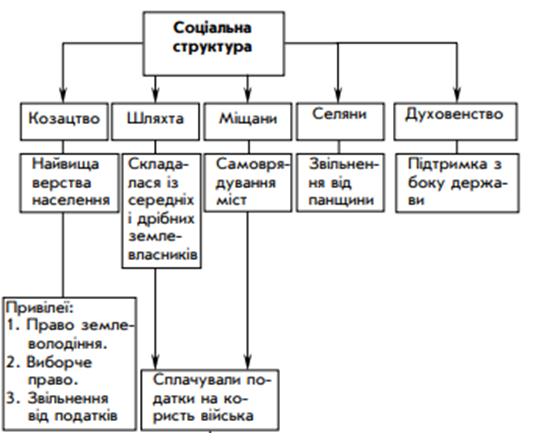 Соціальна
структура
Козацтво
Шляхта
Міщани
Селяни
Духовенство
Найвища
верства
населення
Склада-
лася із
середніх
і дрібних
земле-
власників
Самовря-
дування
міст
Звільнен-
ня від
панщини
Підтримка з
боку держа-
ви
Привілеї:
1. Право земле-
володіння.
2. Виборче
право.
3. Звільнення
від податків
Сплачували по-
датки на ко-
ристь війська